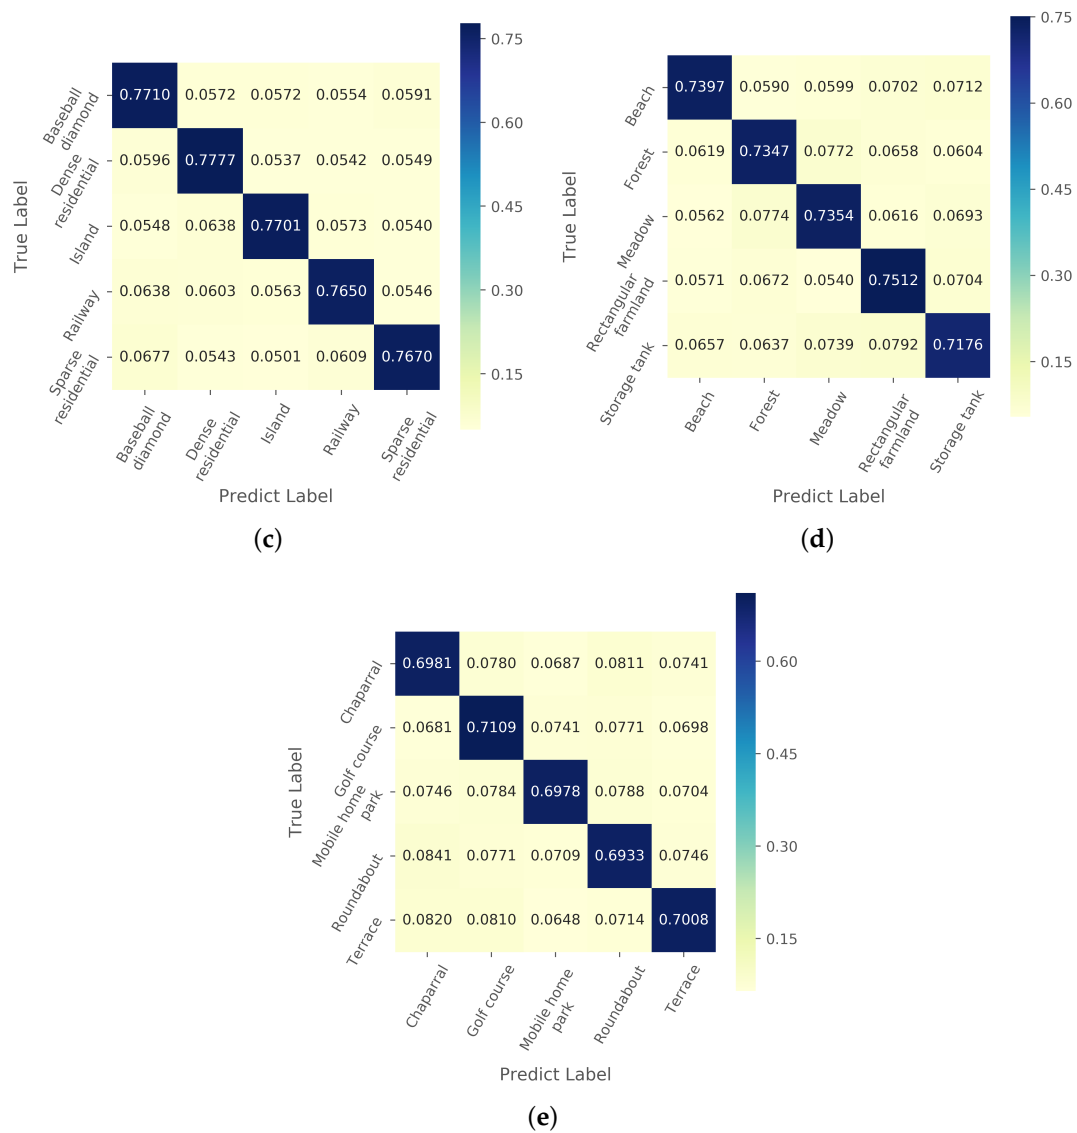 0.7710 0.0572 0.0572 0.0554 0.0591
0.0596 0.7777 0.0537 0.0542 0.0549
0.0548 0.0638 0.7701 0.0573 0.0540
0.0638 0.0603 0.0563 0.7650 0.0546
0.0677 0.0543 0.0501 0.0609 0.7670
True Label
Baseball
diamond
Dense
residential
Island
Railway
Sparse
residential
Baseball
diamond
Dense
residential
Island
Railway
Sparse
residential
Predict Label
0.75
0.60
0.45
0.30
0.15
(c)
0.7397 0.0590 0.0599 0.0702 0.0712
0.0619 0.7347 0.0772 0.0658 0.0604
0.0562 0.0774 0.7354 0.0616 0.0693
0.0571 0.0672 0.0540 0.7512 0.0704
0.0657 0.0637 0.0739 0.0792 0.7176
True Label
Beach
Forest
Meadow
Rectangular
farmland
Storage tank
Beach
Forest
Meadow
Rectangular
farmland
Storage tank
Predict Label
0.75
0.60
0.45
0.30
0.15
(d)
0.6981 0.0780 0.0687 0.0811 0.0741
0.0681 0.7109 0.0741 0.0771 0.0698
0.0746 0.0784 0.6978 0.0788 0.0704
0.0841 0.0771 0.0709 0.6933 0.0746
0.0820 0.0810 0.0648 0.0714 0.7008
True Label
Chaparral
Golf course
Mobile home
park
Roundabout
Terrace
Chaparral
Golf course
Mobile home
park
Roundabout
Terrace
Predict Label
0.60
0.45
0.30
0.15
(e)